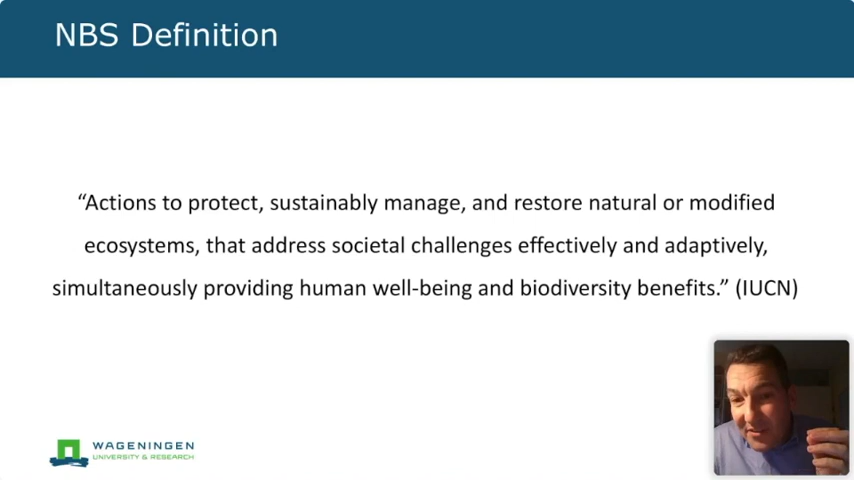 NBS Definition
“Actions to protect, sustainably manage, and restore natural or modified
ecosystems, that address societal challenges effectively and adaptively,
simultaneously providing human well-being and biodiversity benefits.” (IUCN)
WAGENINGEN
UNIVERSITY & RESEARCH